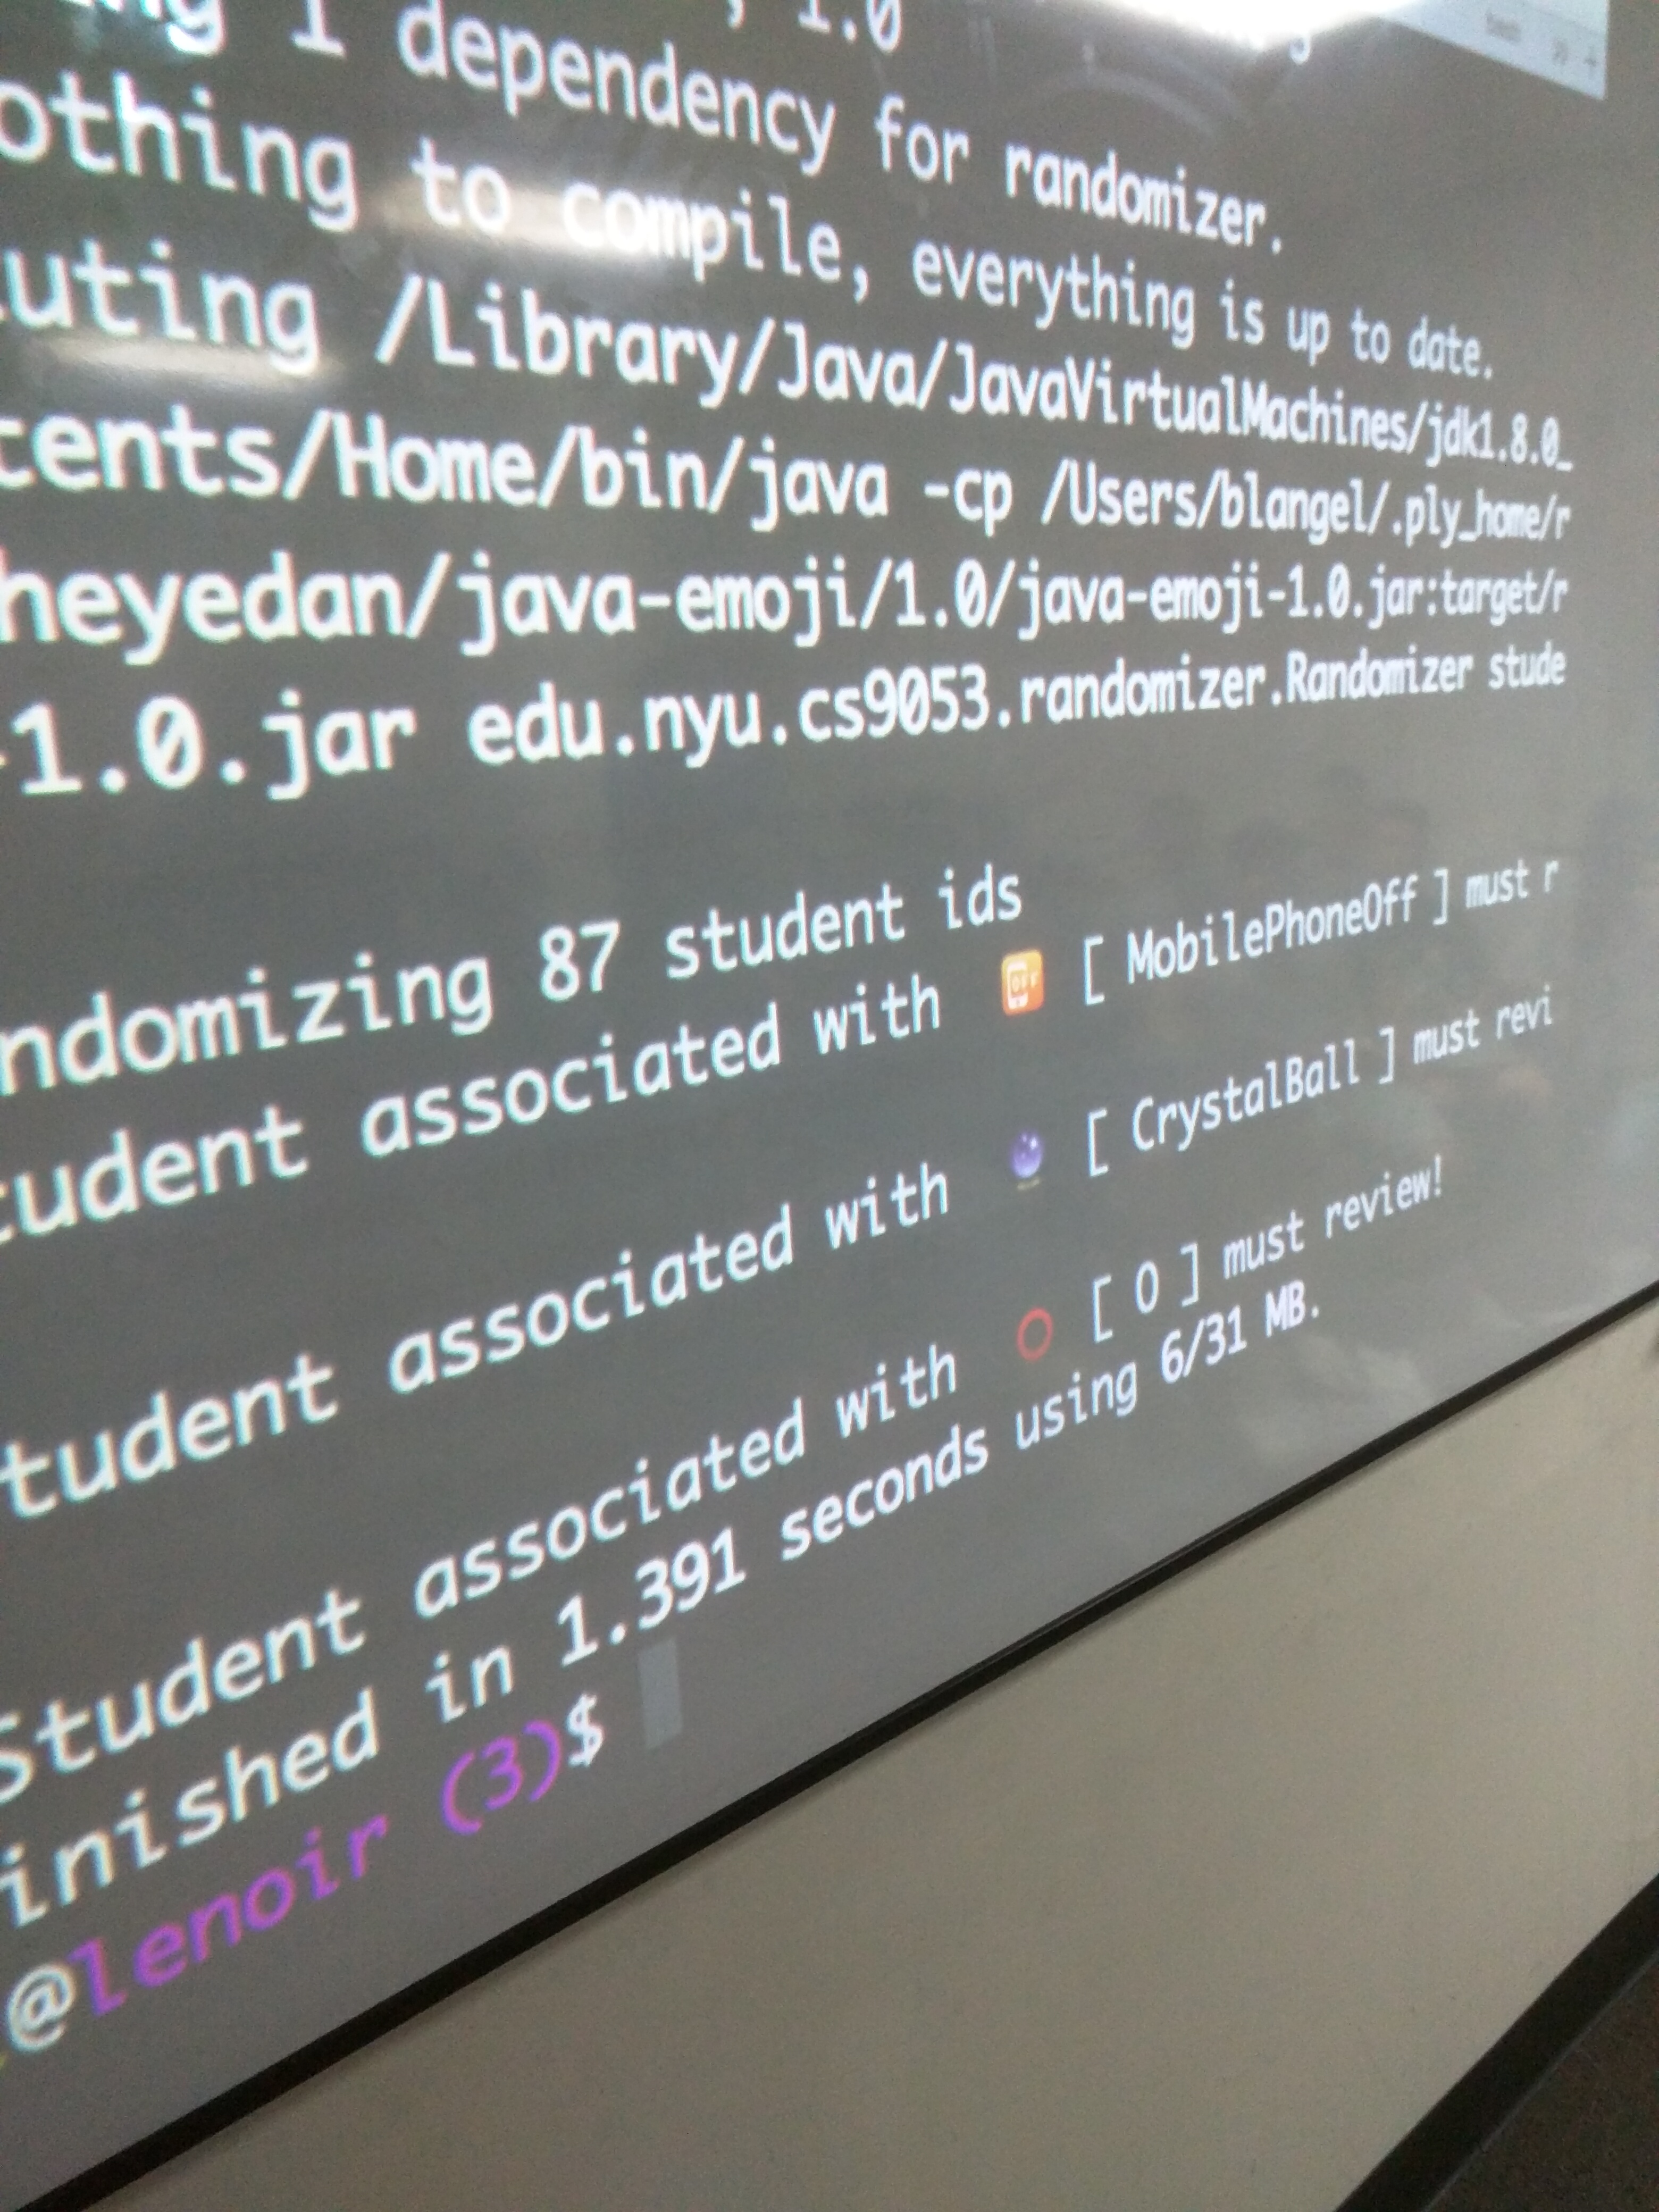 1.0
ng 1 dependency for randomizer.
othing to compile, everything is up to date.
uting /Library/Java/JavaVirtualMachines/jdk1.8.0_
tents/Home/bin/java -cp /Users/blangel/.ply_home/r
heyedan/java-emoji/1.0/java-emoji-1.0.jar:target/r
-1.0.jar edu.nyu.cs9053.randomizer.Randomizer stude
ndomizing 87 student ids
tudent associated with [ MobilePhoneOff ] must r
tudent associated with [ CrystalBall ] must revi
Student associated with [ O ] must review!
inished in 1.391 seconds using 6/31 MB.
@lenoir (3)$